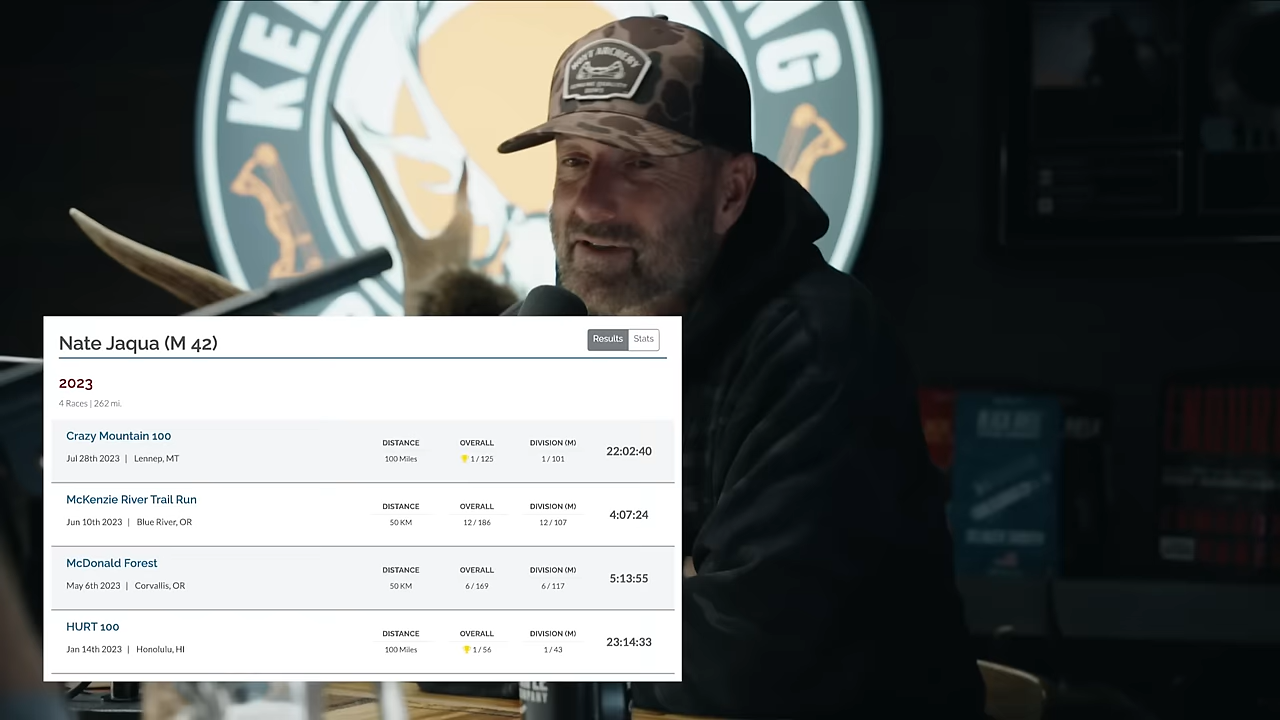 KE
NG
HOYT ARCHERY
Nate Jaqua (M 42)
Results Stats
2023
4 Races | 262 mi.
Crazy Mountain 100
Jul 28th 2023 | Lennep, MT
DISTANCE OVERALL DIVISION (M)
100 Miles 1 / 125 1 / 101
22:02:40
McKenzie River Trail Run
Jun 10th 2023 | Blue River, OR
DISTANCE OVERALL DIVISION (M)
50 KM 12 / 186 12 / 107
4:07:24
McDonald Forest
May 6th 2023 | Corvallis, OR
DISTANCE OVERALL DIVISION (M)
50 KM 6 / 169 6 / 117
5:13:55
HURT 100
Jan 14th 2023 | Honolulu, HI
DISTANCE OVERALL DIVISION (M)
100 Miles 1 / 56 1 / 43
23:14:33